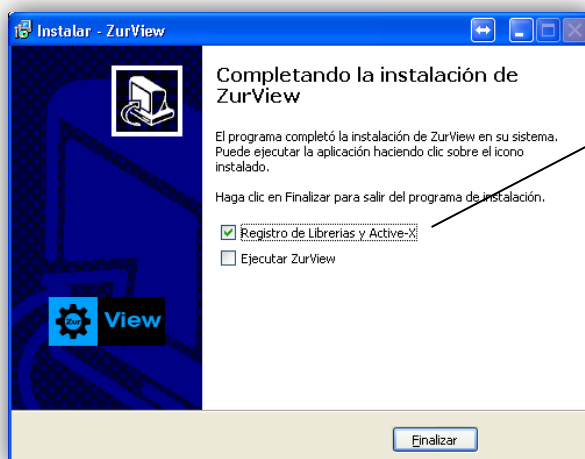 Instalar - ZurView
Completando la instalación de
ZurView
El programa completó la instalación de ZurView en su sistema.
Puede ejecutar la aplicación haciendo clic sobre el icono
instalado.
Haga clic en Finalizar para salir del programa de instalación.
Registro de Librerias y Active-X
Ejecutar ZurView
Zur View
Finalizar